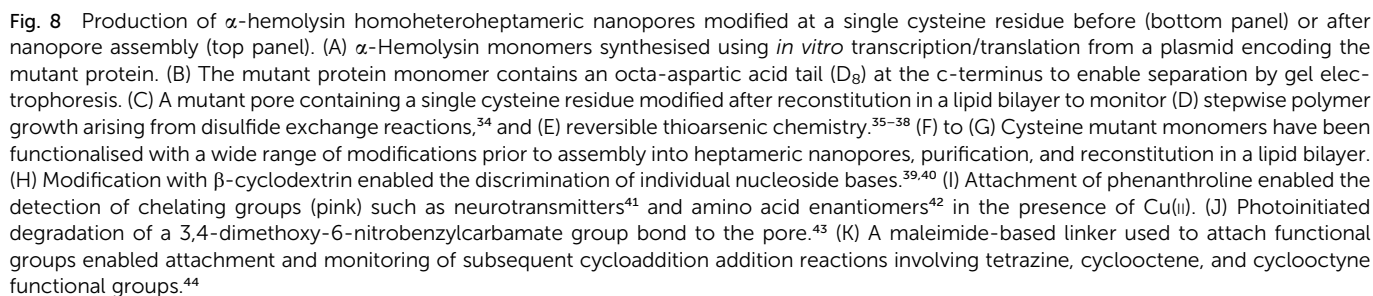 Fig. 8 Production of α-hemolysin homoheteroheptameric nanopores modified at a single cysteine residue before (bottom panel) or after
nanopore assembly (top panel). (A) α-Hemolysin monomers synthesised using in vitro transcription/translation from a plasmid encoding the
mutant protein. (B) The mutant protein monomer contains an octa-aspartic acid tail (D₈) at the c-terminus to enable separation by gel elec-
trophoresis. (C) A mutant pore containing a single cysteine residue modified after reconstitution in a lipid bilayer to monitor (D) stepwise polymer
growth arising from disulfide exchange reactions,³⁴ and (E) reversible thioarsenic chemistry.³⁵⁻³⁸ (F) to (G) Cysteine mutant monomers have been
functionalised with a wide range of modifications prior to assembly into heptameric nanopores, purification, and reconstitution in a lipid bilayer.
(H) Modification with β-cyclodextrin enabled the discrimination of individual nucleoside bases.³⁹,⁴⁰ (I) Attachment of phenanthroline enabled the
detection of chelating groups (pink) such as neurotransmitters⁴¹ and amino acid enantiomers⁴² in the presence of Cu(II). (J) Photoinitiated
degradation of a 3,4-dimethoxy-6-nitrobenzylcarbamate group bond to the pore.⁴³ (K) A maleimide-based linker used to attach functional
groups enabled attachment and monitoring of subsequent cycloaddition addition reactions involving tetrazine, cyclooctene, and cyclooctyne
functional groups.⁴⁴